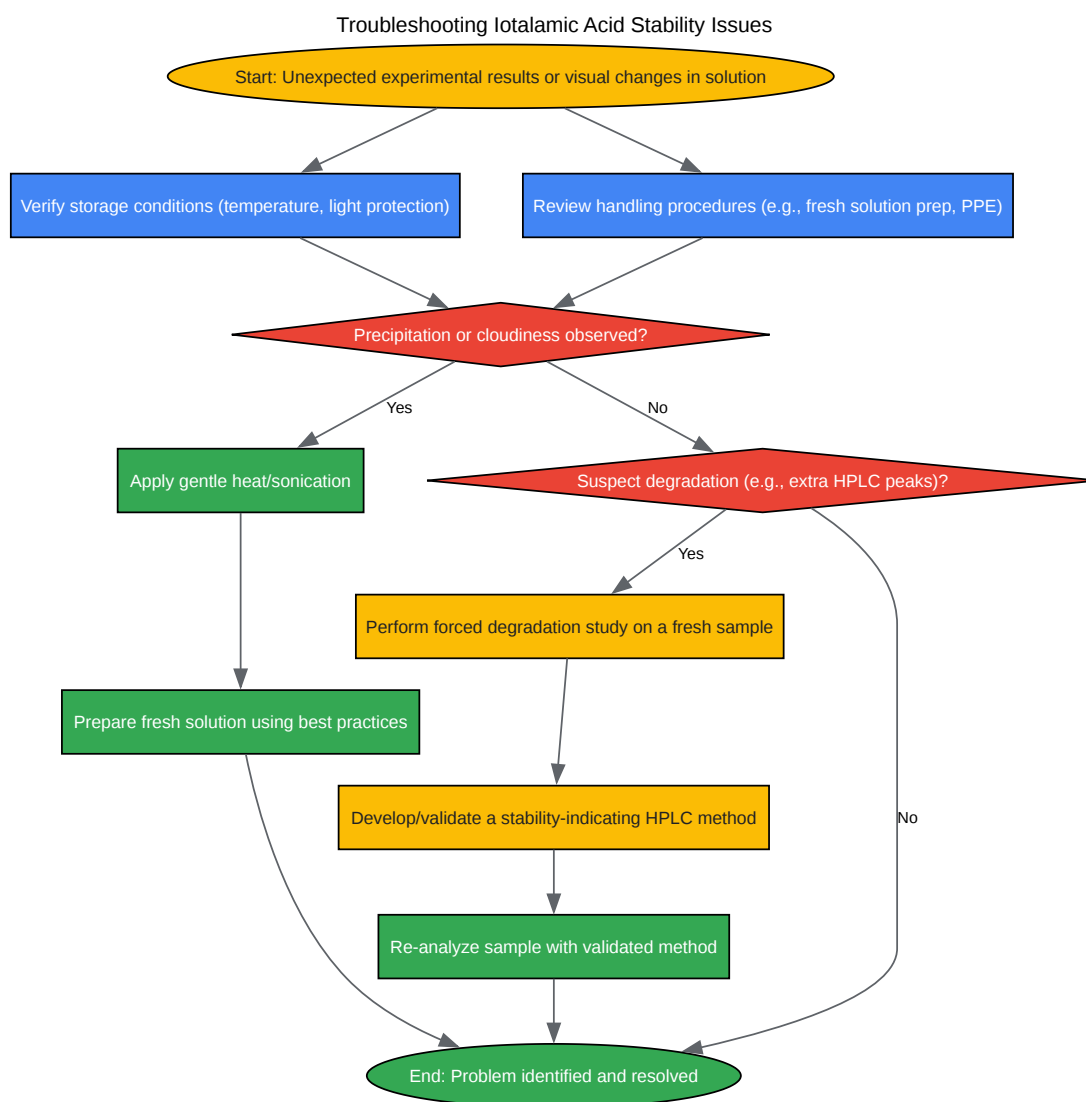 Troubleshooting Iotalamic Acid Stability Issues
Start: Unexpected experimental results or visual changes in solution
Verify storage conditions (temperature, light protection)
Review handling procedures (e.g., fresh solution prep, PPE)
Precipitation or cloudiness observed?
Yes
No
Apply gentle heat/sonication
Suspect degradation (e.g., extra HPLC peaks)?
Yes
Perform forced degradation study on a fresh sample
Prepare fresh solution using best practices
Develop/validate a stability-indicating HPLC method
No
Re-analyze sample with validated method
End: Problem identified and resolved